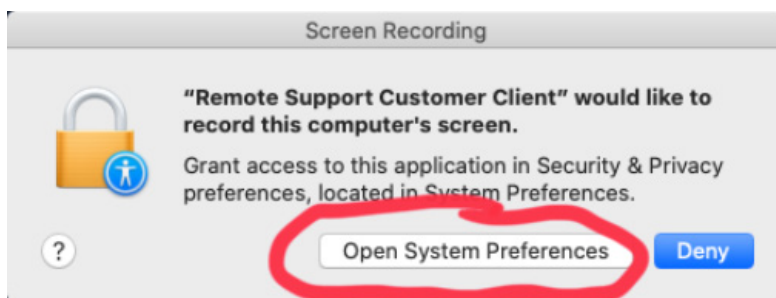 Screen Recording
“Remote Support Customer Client” would like to
record this computer's screen.
Grant access to this application in Security & Privacy
preferences, located in System Preferences.
?
Open System Preferences
Deny